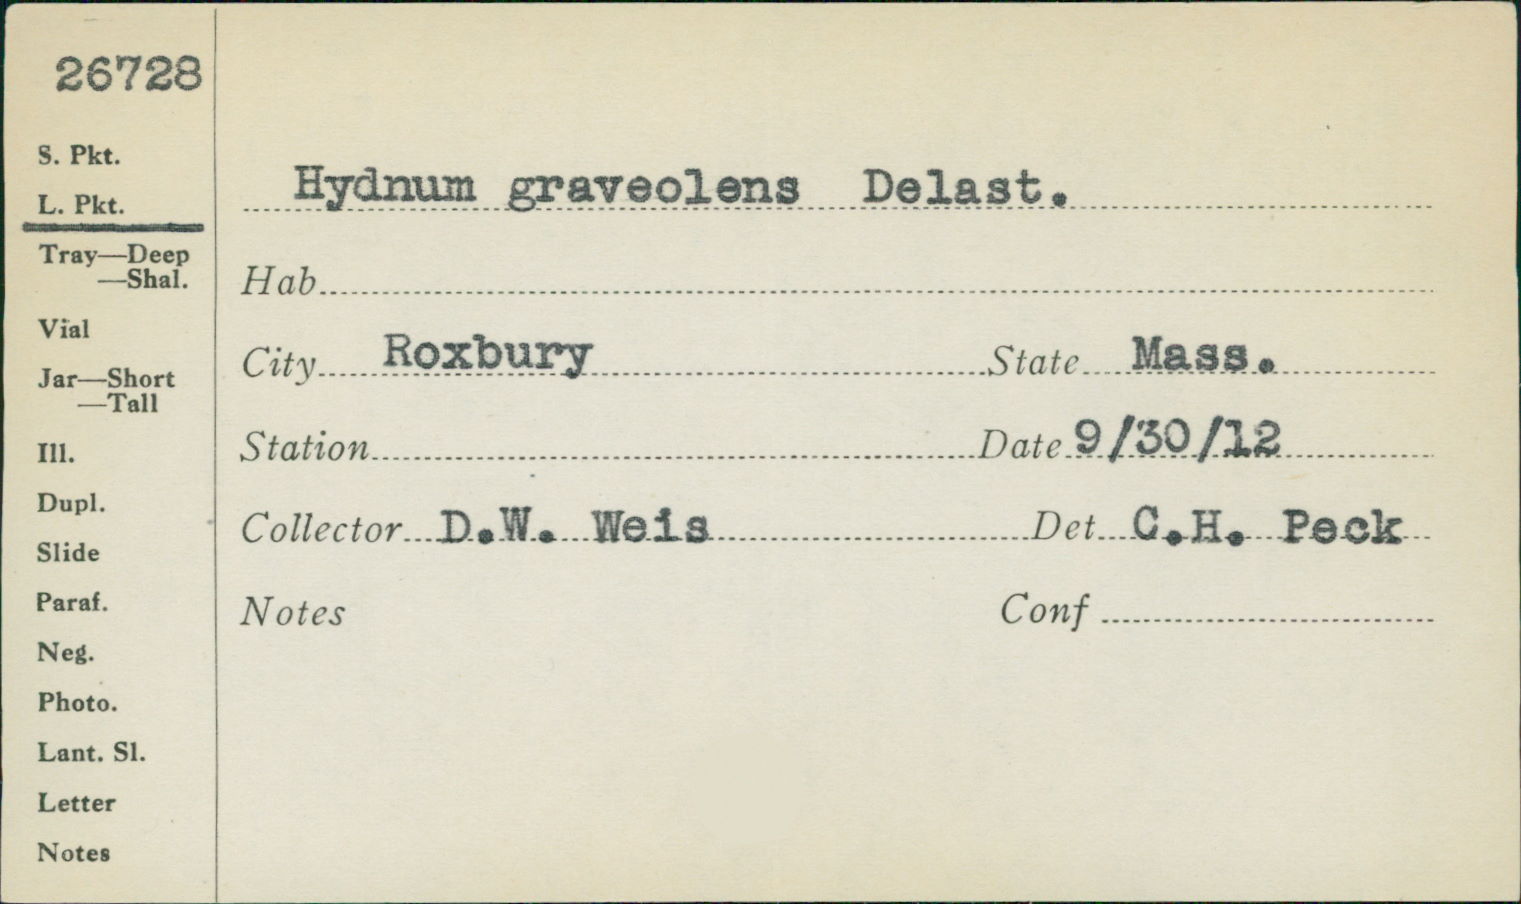 26728
S. Pkt.
L. Pkt.
Tray—Deep
—Shal.
Vial
Jar—Short
—Tall
Ill.
Dupl.
Slide
Paraf.
Neg.
Photo.
Lant. Sl.
Letter
Notes
Hydnum graveolens Delast.
Hab
City Roxbury State Mass.
Station Date 9/30/12
Collector D.W. Weis Det C.H. Peck
Notes Conf